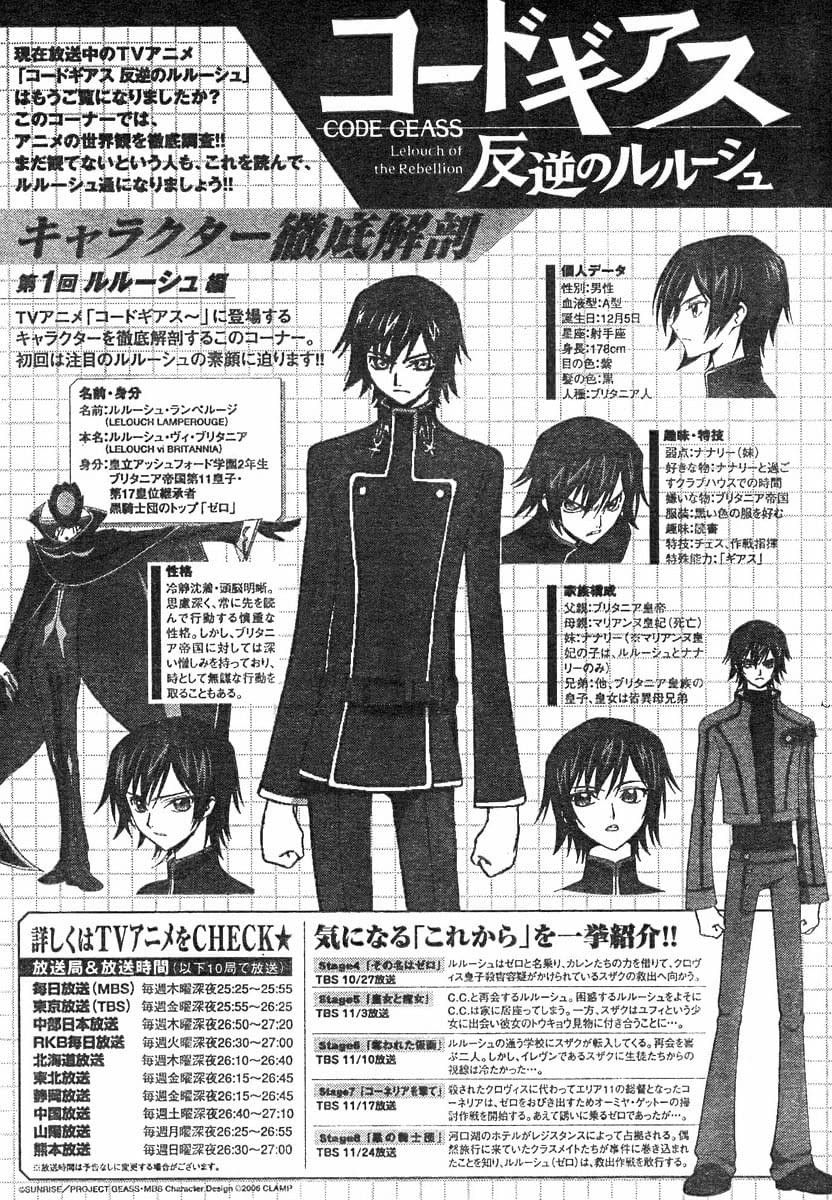 現在放送中のTVアニメ
「コードギアス 反逆のルルーシュ」
はもうご覧になりましたか？
このコーナーでは、
アニメの世界観を徹底調査!!
まだ観てないという人も、これを読んで、
ルルーシュ通になりましょう!!
コードギアス
CODE GEASS
Lelouch of
the Rebellion
反逆のルルーシュ
キャラクター徹底解剖
第1回 ルルーシュ編
TVアニメ「コードギアス〜」に登場する
キャラクターを徹底解剖するこのコーナー。
初回は注目のルルーシュの素顔に迫ります!!
名前・身分
名前：ルルーシュ・ランペルージ
(LELOUCH LAMPEROUGE)
本名：ルルーシュ・ヴィ・ブリタニア
(LELOUCH vi BRITANNIA)
身分：皇立アッシュフォード学園2年生
ブリタニア帝国第11皇子・
第17皇位継承者
黒騎士団のトップ「ゼロ」
個人データ
性別：男性
血液型：A型
誕生日：12月5日
星座：射手座
身長：178cm
目の色：紫
髪の色：黒
人種：ブリタニア人
趣味・特技
弱点：ナナリー（妹）
好きな物：ナナリーと過ご
すクラブハウスでの時間
嫌いな物：ブリタニア帝国
服装：黒い色の服を好む
趣味：読書
特技：チェス、作戦指揮
特殊能力：「ギアス」
性格
冷静沈着・頭脳明晰。
思慮深く、常に先を読ん
で行動する慎重な
性格。しかし、ブリタニ
ア帝国に対しては深
い憎しみを持っており、
時として無謀な行動を
取ることもある。
家族構成
父親：ブリタニア皇帝
母親：マリアンヌ皇妃（死亡）
妹：ナナリー（※マリアンヌ皇
妃の子は、ルルーシュとナナ
リーのみ）
兄弟：他、ブリタニア皇族の
皇子、皇女は皆異母兄弟
詳しくはTVアニメをCHECK★
放送局&放送時間（以下10局で放送）
毎日放送（MBS） 毎週木曜深夜25:25〜25:55
東京放送（TBS） 毎週木曜深夜25:55〜26:25
中部日本放送 毎週木曜深夜26:50〜27:20
RKB毎日放送 毎週火曜深夜26:30〜27:00
北海道放送 毎週木曜深夜26:10〜26:40
東北放送 毎週金曜深夜26:15〜26:45
静岡放送 毎週金曜深夜26:15〜26:45
中国放送 毎週土曜深夜26:40〜27:10
山陽放送 毎週月曜深夜26:25〜26:55
熊本放送 毎週日曜深夜26:30〜27:00
※放送時間は予告なしに変更する場合がございます。
気になる「これから」を一挙紹介!!
Stage4 「その名はゼロ」
TBS 10/27放送
ルルーシュはゼロと名乗り、カレンたちの力を借りて、クロ
ヴィス皇子殺害容疑がかけられているスザクの救出へ向かう。
Stage5 「皇女と魔女」
TBS 11/3放送
C.C.と再会するルルーシュ。困惑するルルーシュをよそに
C.C.は家に居座ってしまう。一方、スザクはユフィという少
女に出会い彼女のトウキョウ見物に付き合うことに…。
Stage6 「奪われた仮面」
TBS 11/10放送
ルルーシュの通う学校にスザクが転入してくる。再会を喜
ぶ二人。しかし、イレヴンであるスザクに生徒たちからの
視線は冷たかった…。
Stage7 「コーネリアを撃て」
TBS 11/17放送
殺されたクロヴィスに代わってエリア11の総督となったコ
ーネリアは、ゼロをおびき出すためオーミヤ・ゲットーの掃
討作戦を開始する。あえて誘いに乗るゼロであったが…。
Stage8 「黒の騎士団」
TBS 11/24放送
河口湖のホテルがレジスタンスによって占拠される。偶
然旅行に来ていたクラスメイトたちが事件に巻き込まれ
たことを知り、ルルーシュ（ゼロ）は、救出作戦を敢行する。
©SUNRISE／PROJECT GEASS・MBS Character Design ©2006 CLAMP